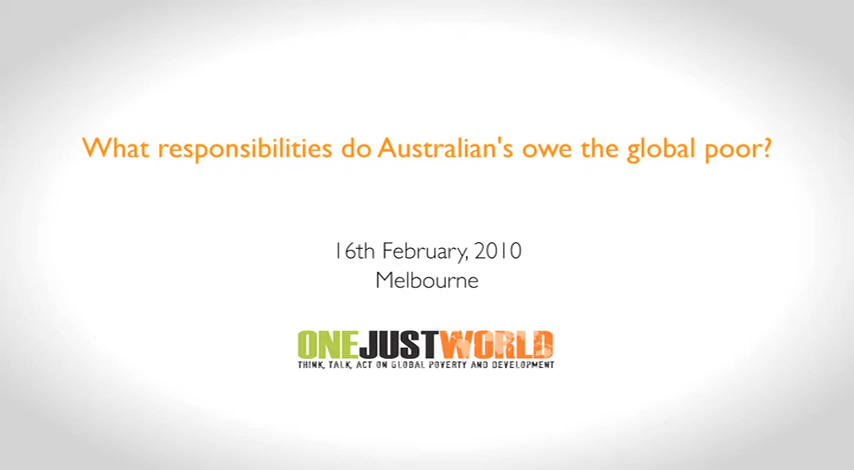 What responsibilities do Australian's owe the global poor?
16th February, 2010
Melbourne
ONEJUSTWORLD
THINK, TALK, ACT ON GLOBAL POVERTY AND DEVELOPMENT